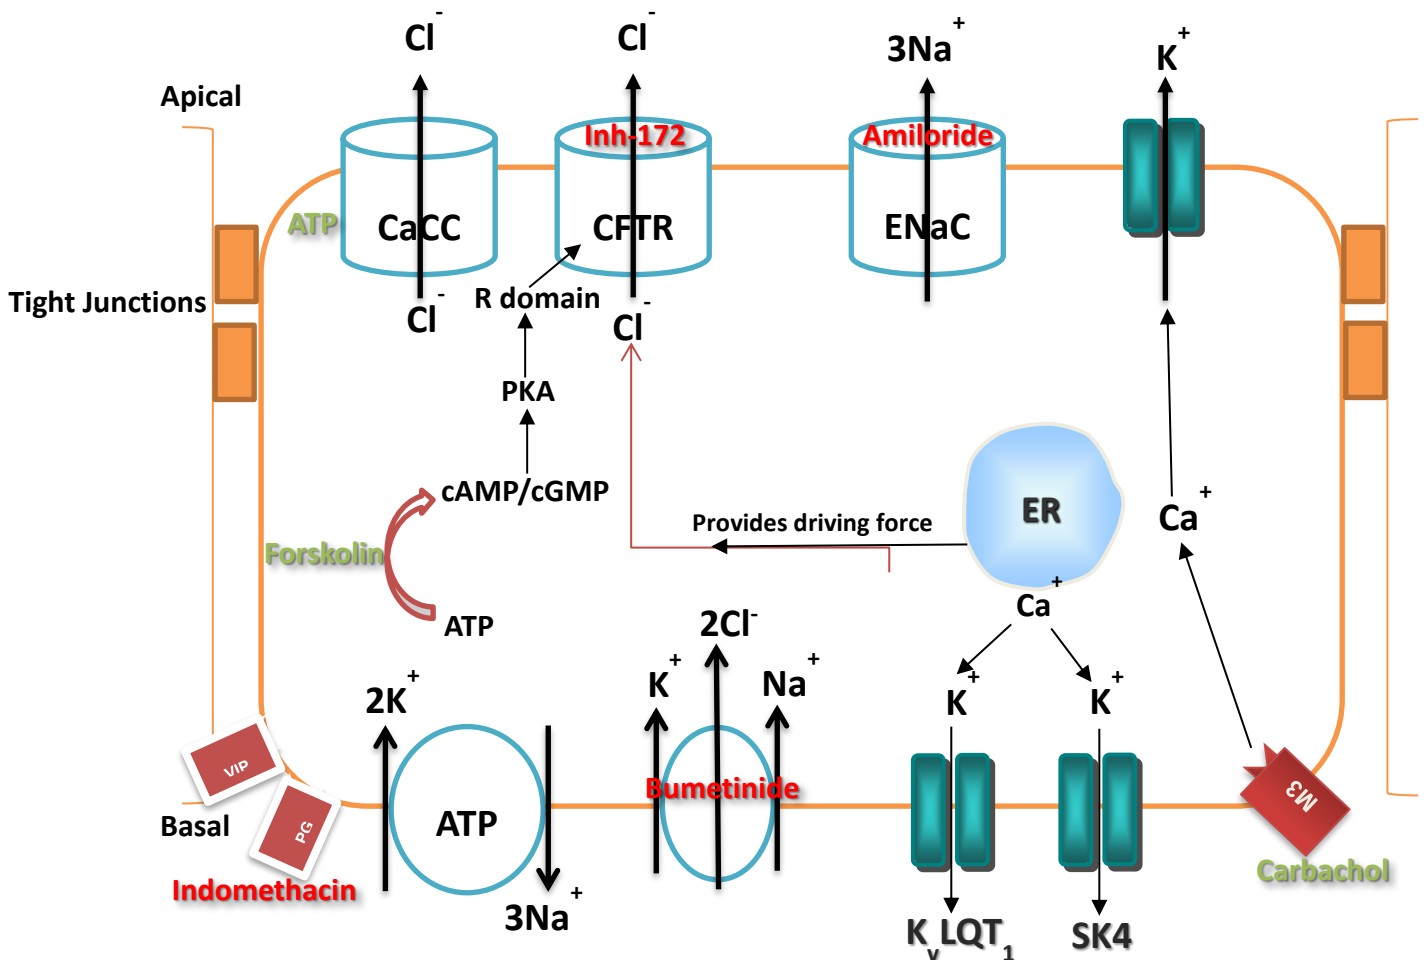 Cl-
Cl-
3Na+
K+
Apical
Inh-172
Amiloride
ATP
CaCC
CFTR
ENaC
Tight Junctions
R domain
Cl-
Cl-
PKA
cAMP/cGMP
ER
Ca+
Provides driving force
Forskolin
Ca+
ATP
2Cl-
K+
Na+
2K+
K+
K+
VIP
Bumetinide
M3
Basal
PG
ATP
Indomethacin
Carbachol
3Na+
KvLQT1
SK4